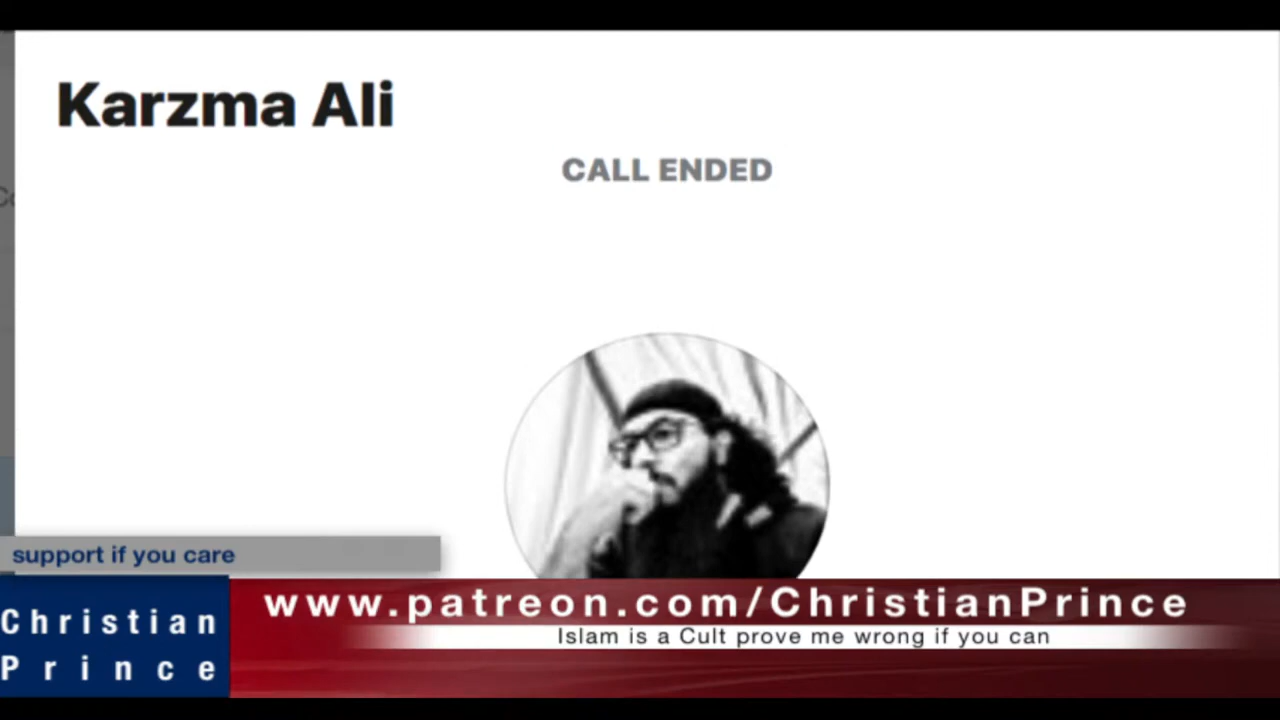 Karzma Ali
CALL ENDED
Co
support if you care
Christian
Prince
www.patreon.com/ChristianPrince
Islam is a Cult prove me wrong if you can